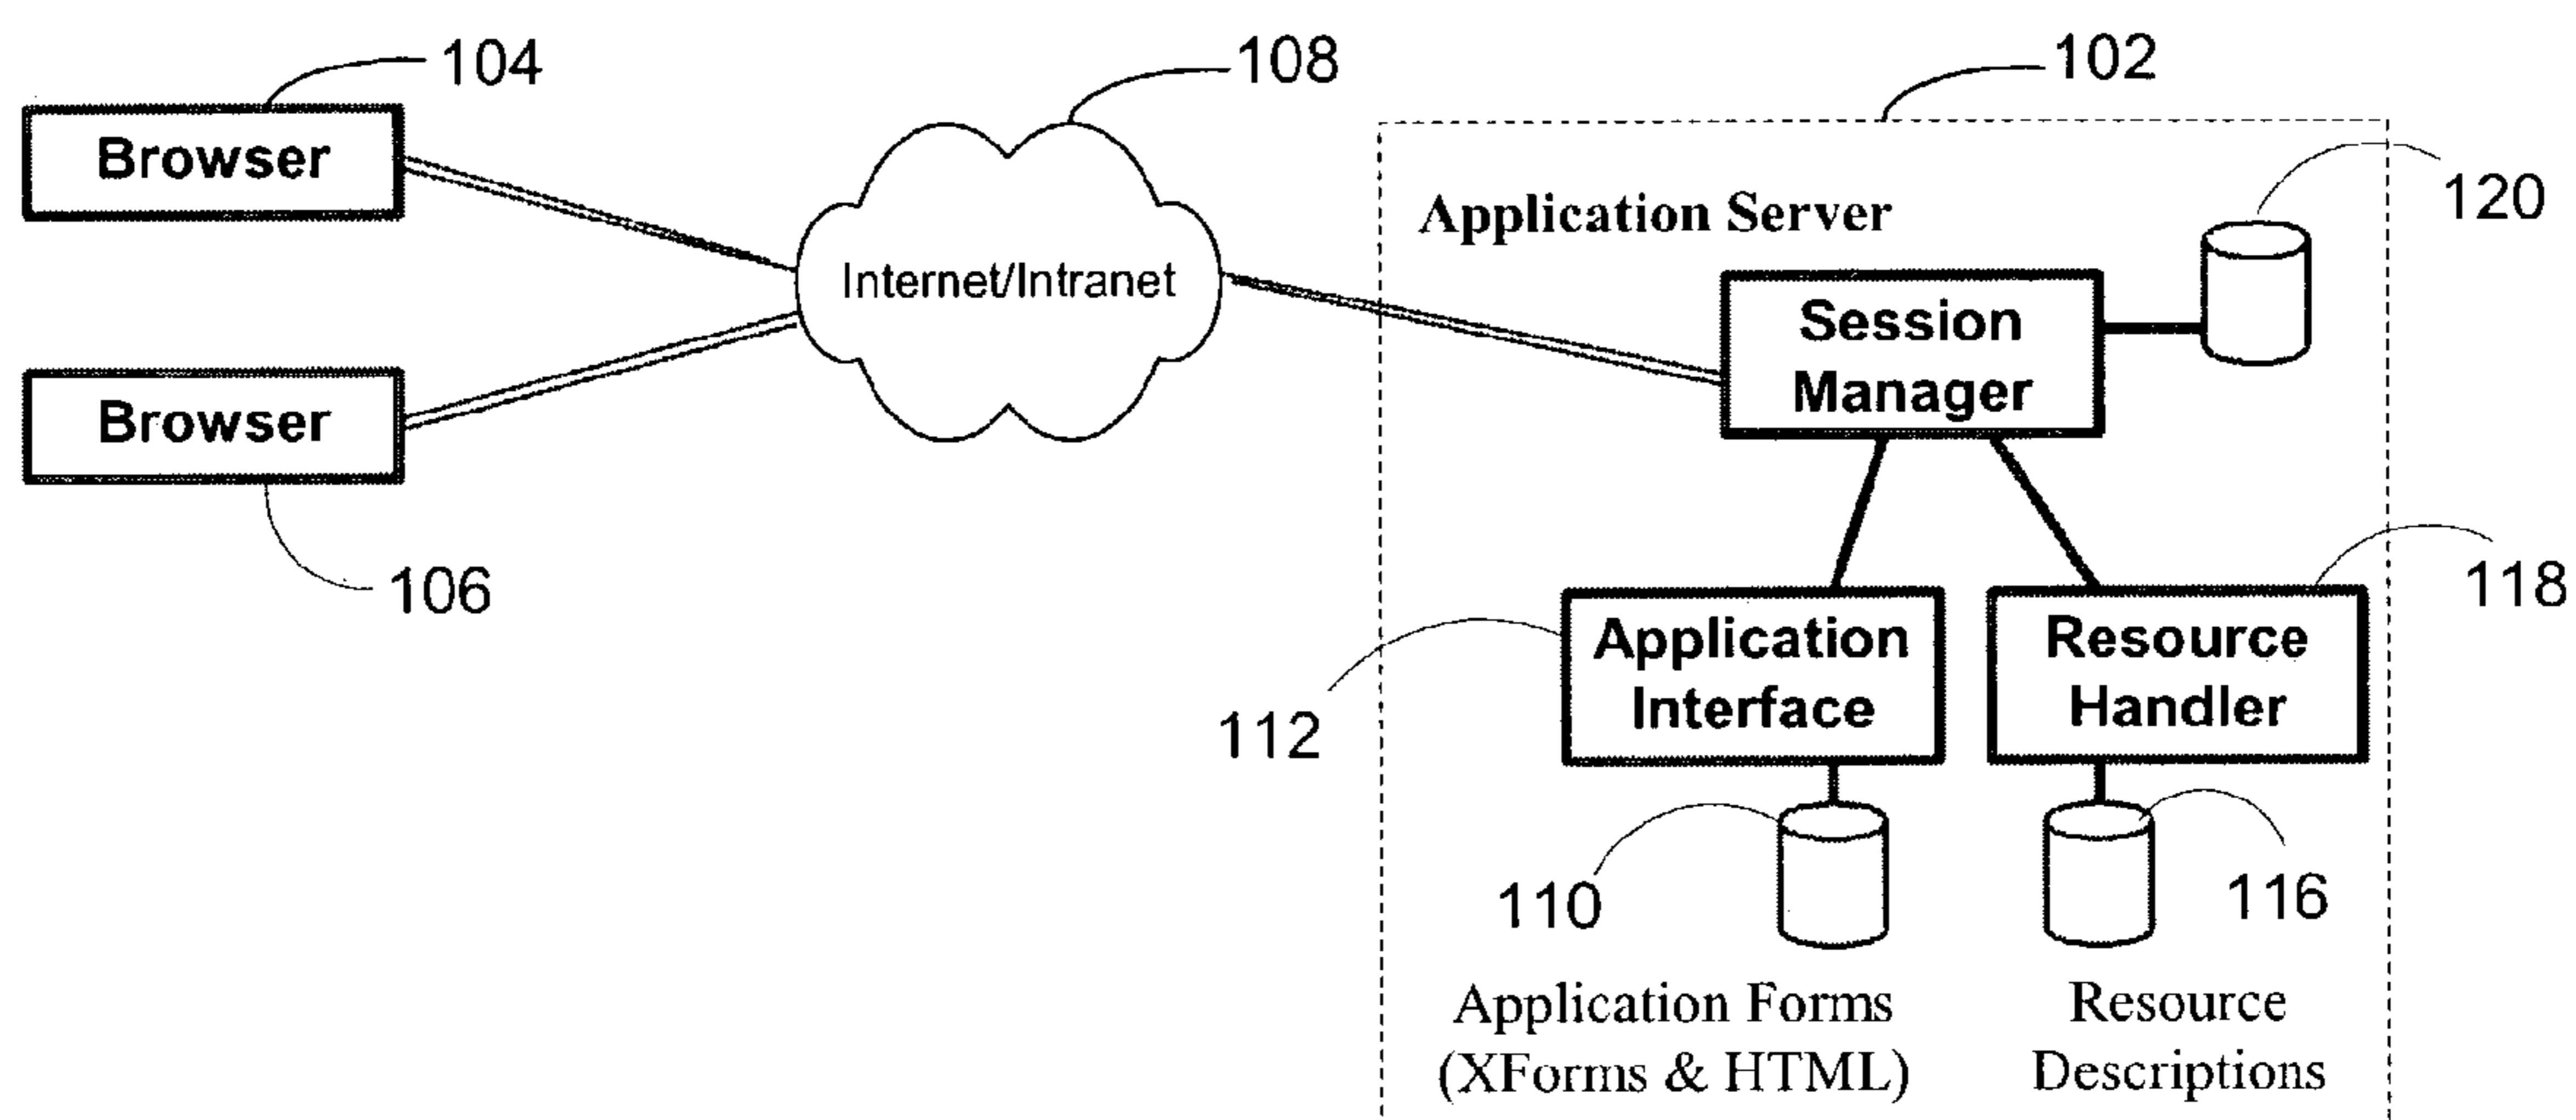 104
108
102
Browser
120
Application Server
Internet/Intranet
Session
Manager
Browser
106
118
Application
Interface
Resource
Handler
112
110
116
Application Forms
(XForms & HTML)
Resource
Descriptions